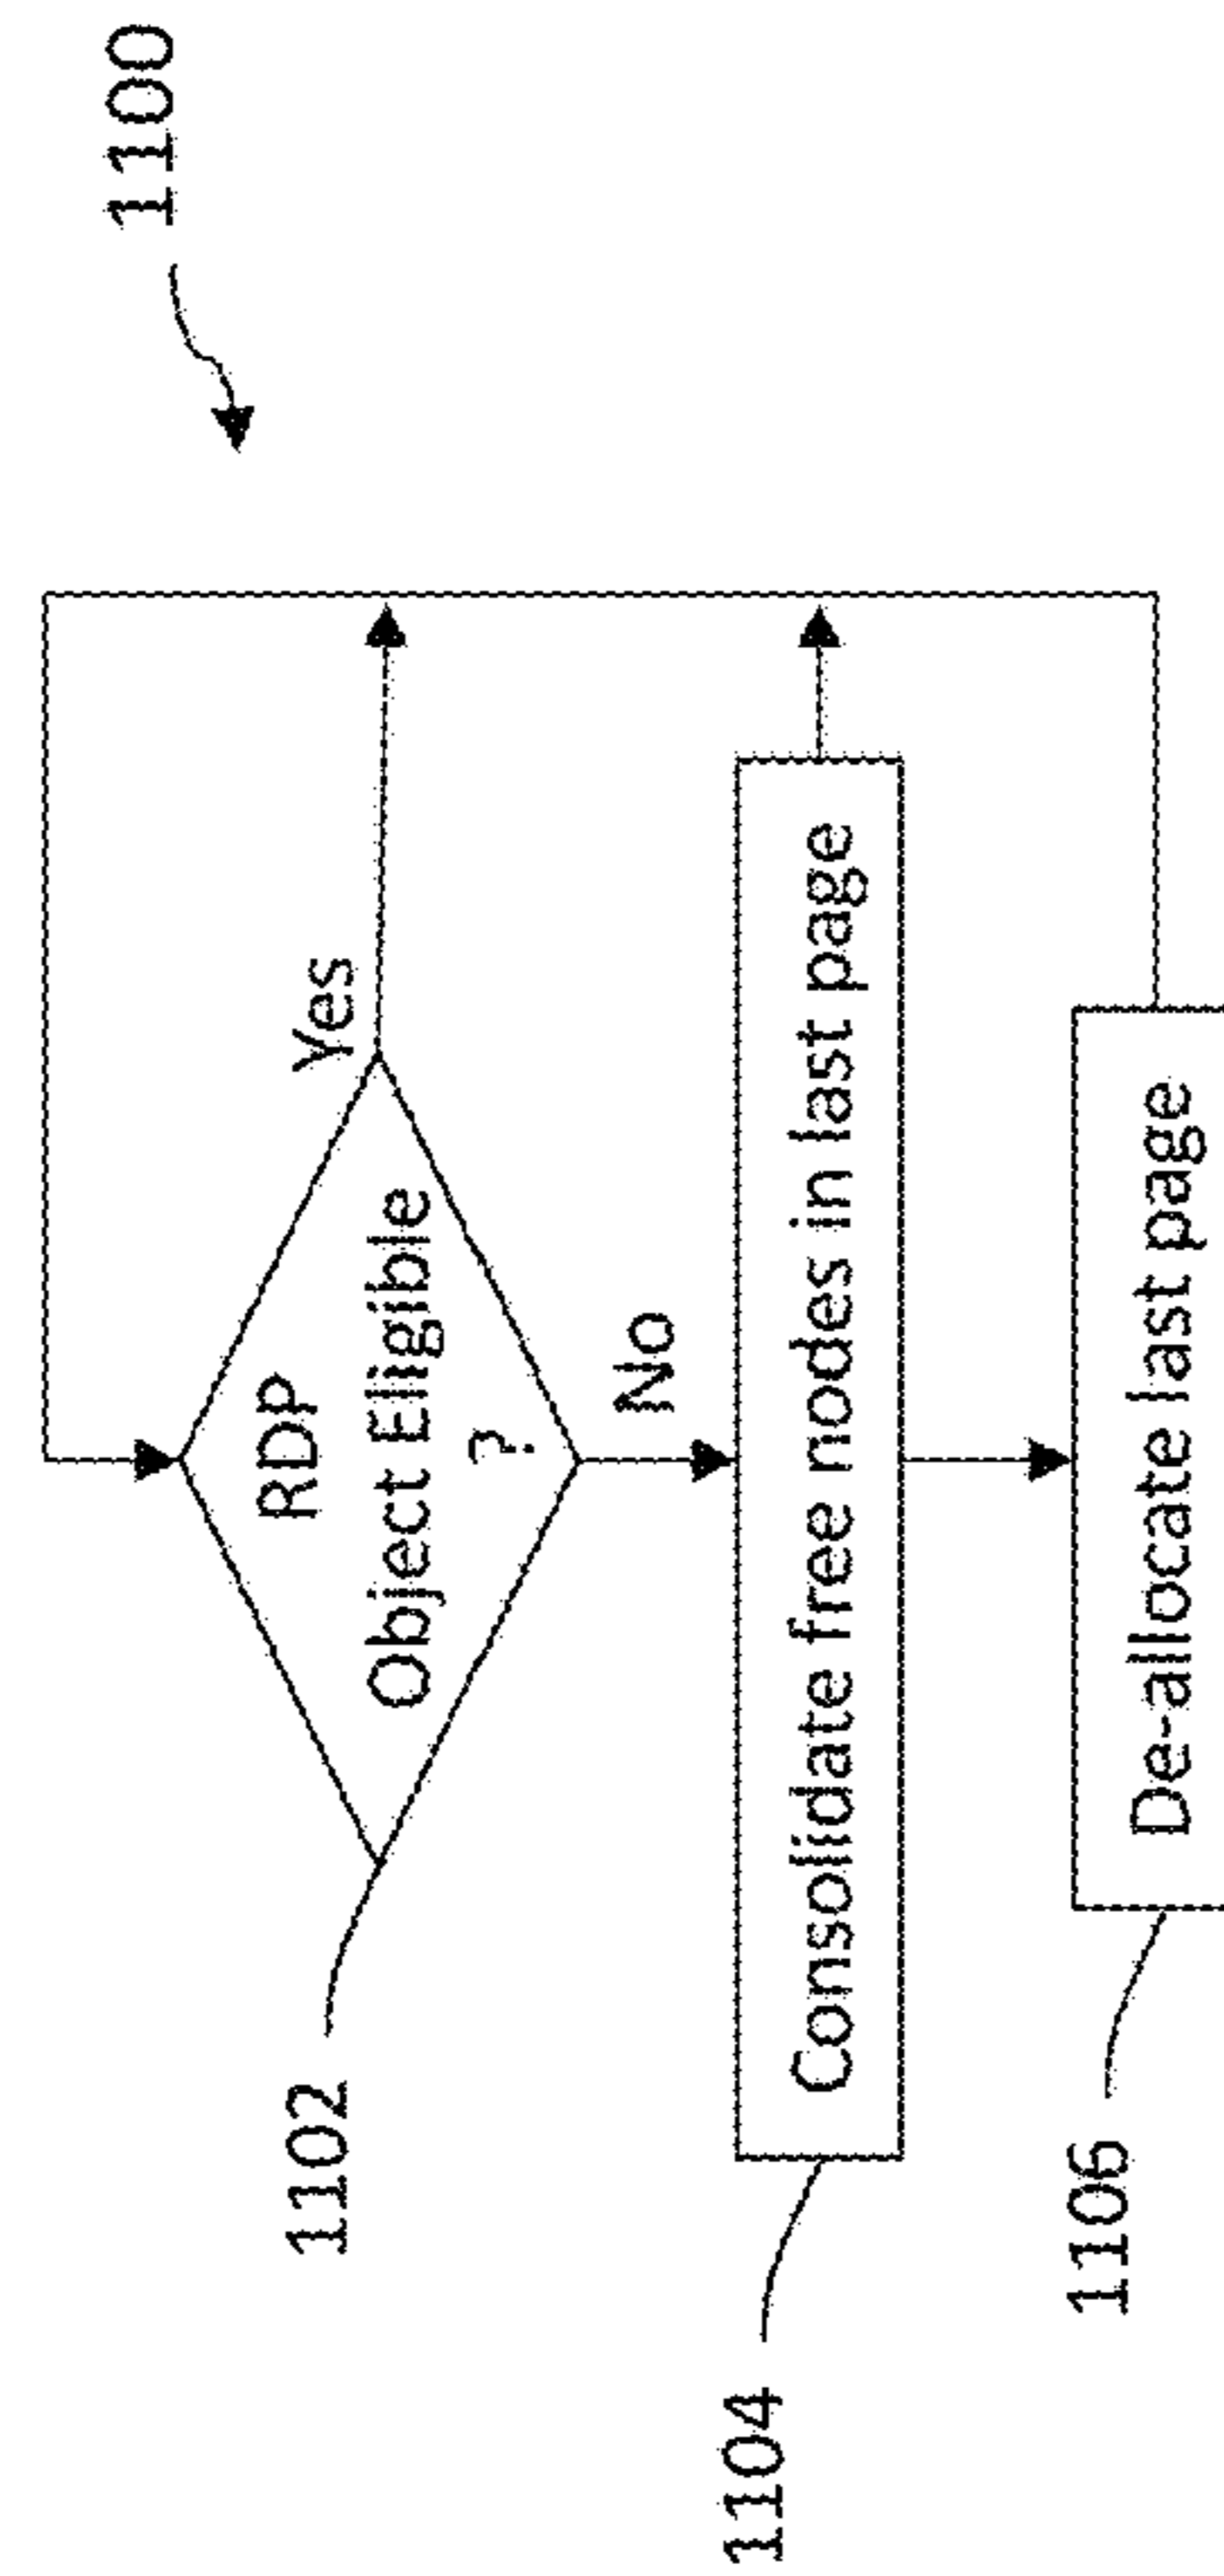 1100
1102
RDP
Object Eligible
?
Yes
No
1104
Consolidate free nodes in last page
1106
De-allocate last page